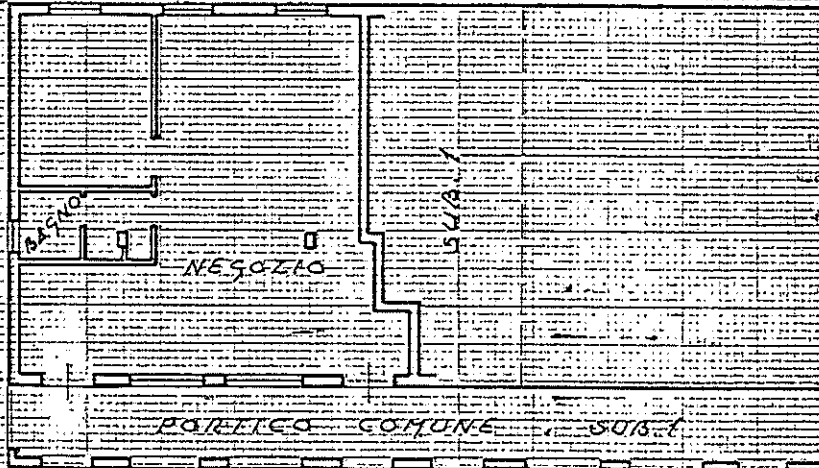 SUB.1
BAGNO
NEGOZIO
PORTICO COMUNE . SUB.1